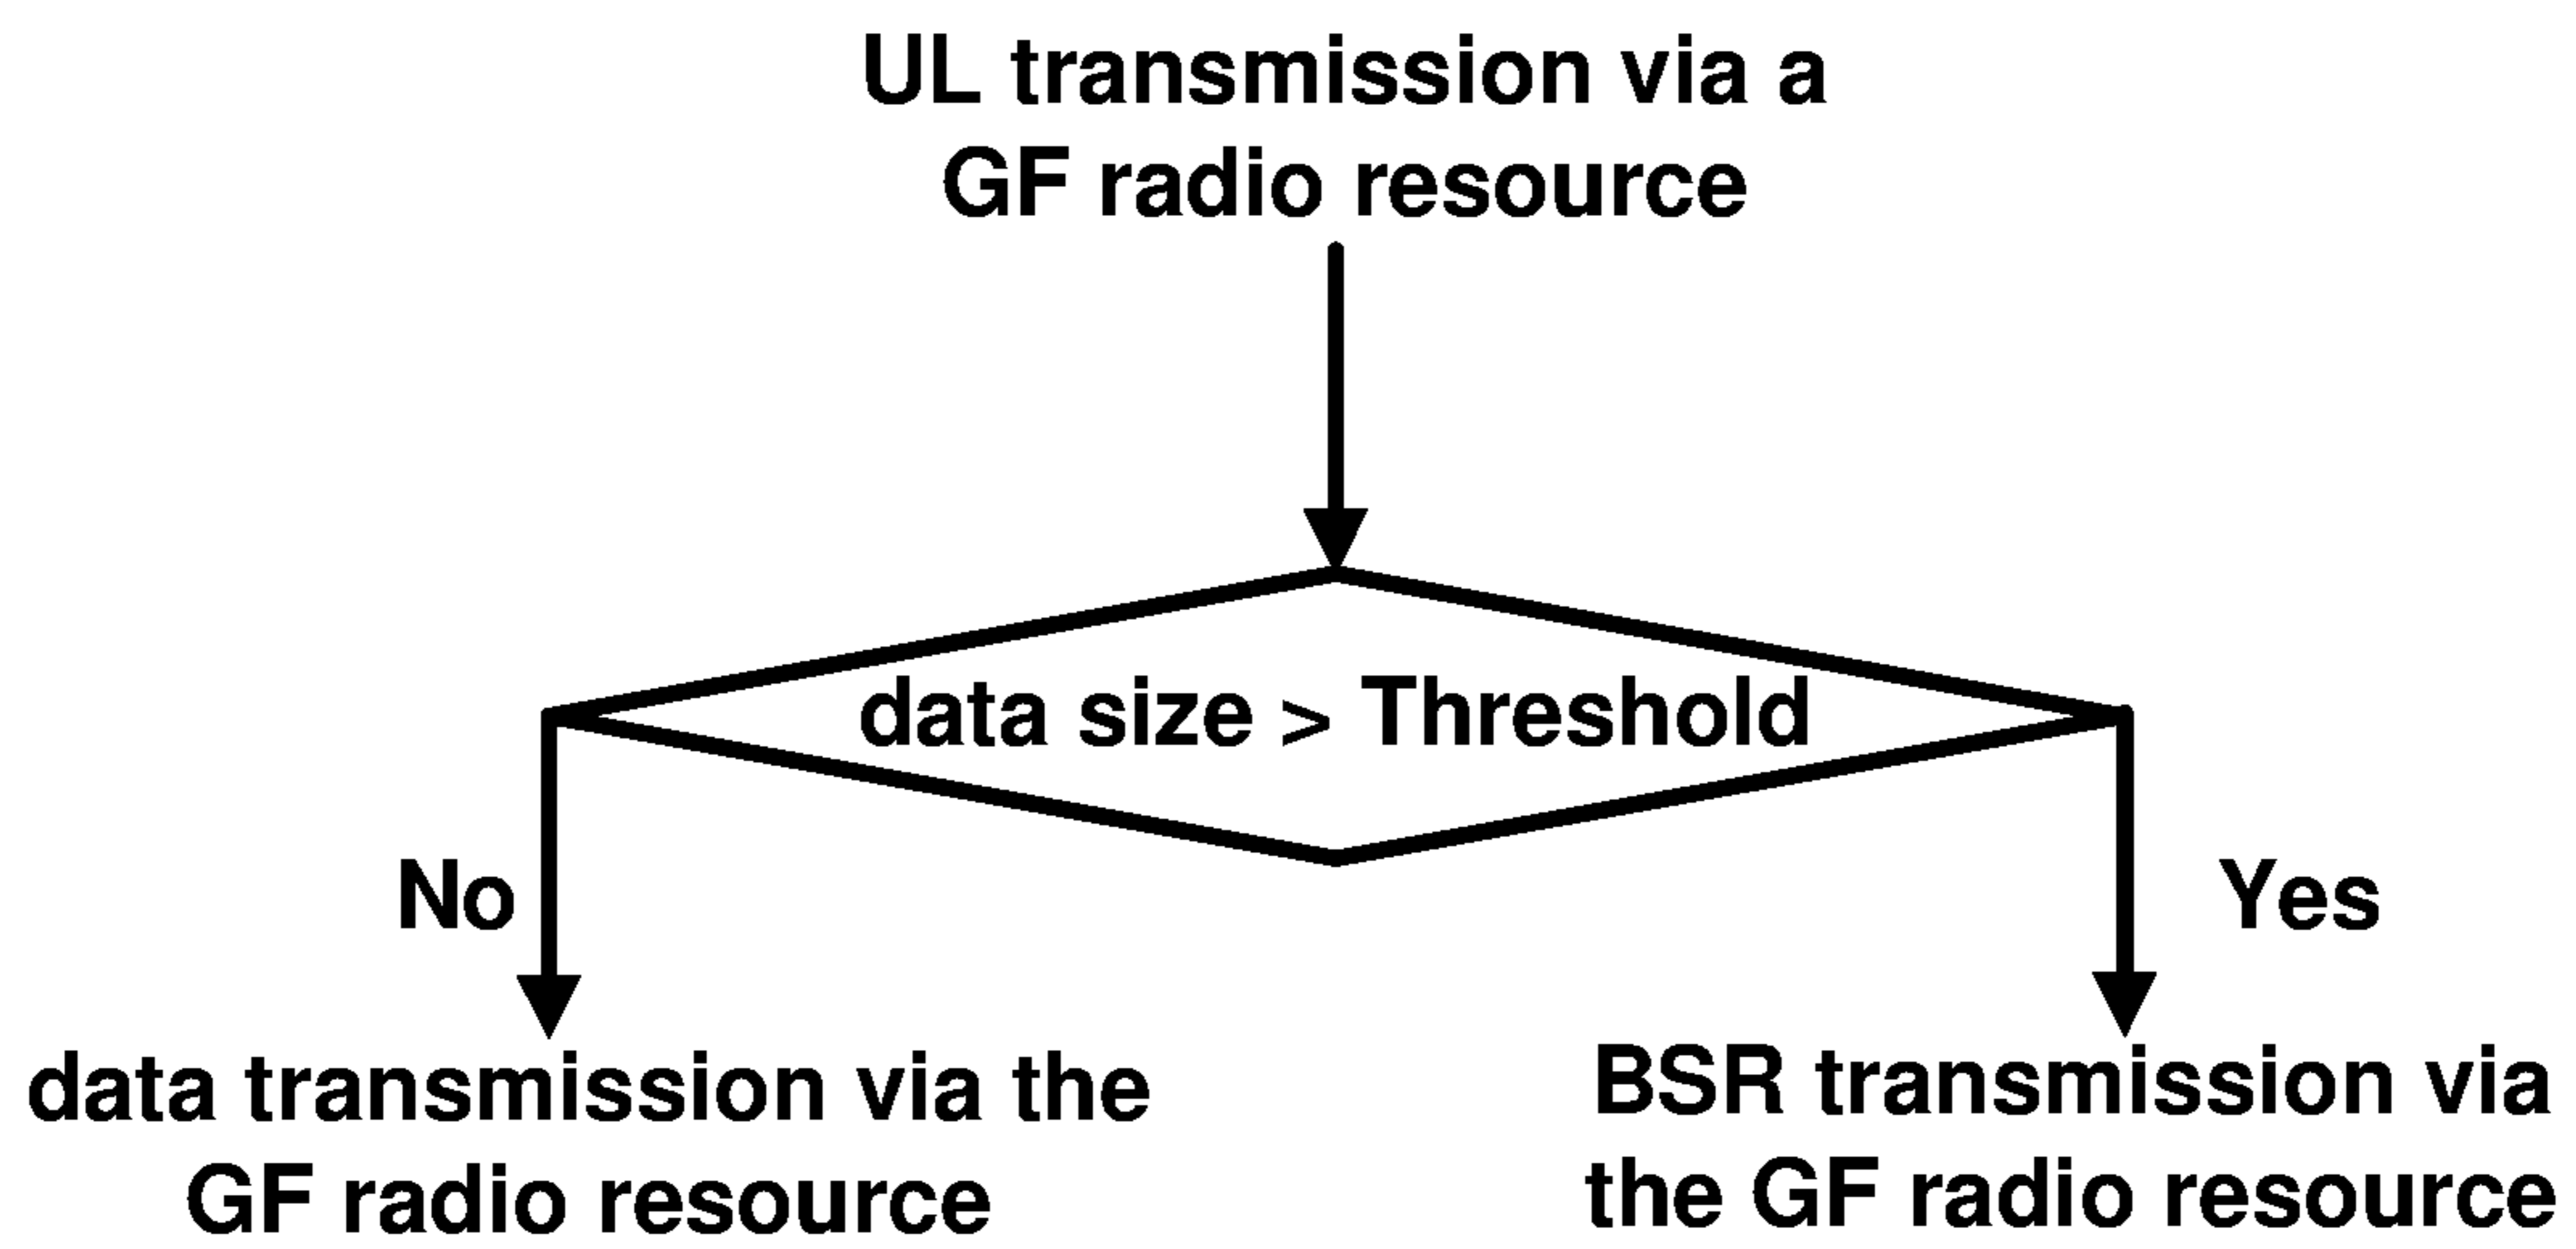 UL transmission via a
GF radio resource
data size > Threshold
No
Yes
data transmission via the
GF radio resource
BSR transmission via
the GF radio resource